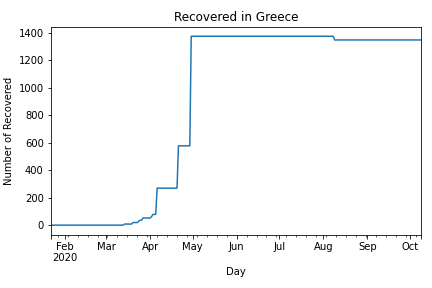 Recovered in Greece
1400
1200
1000
800
600
400
200
0
Number of Recovered
Feb Mar Apr May Jun Jul Aug Sep Oct
2020
Day